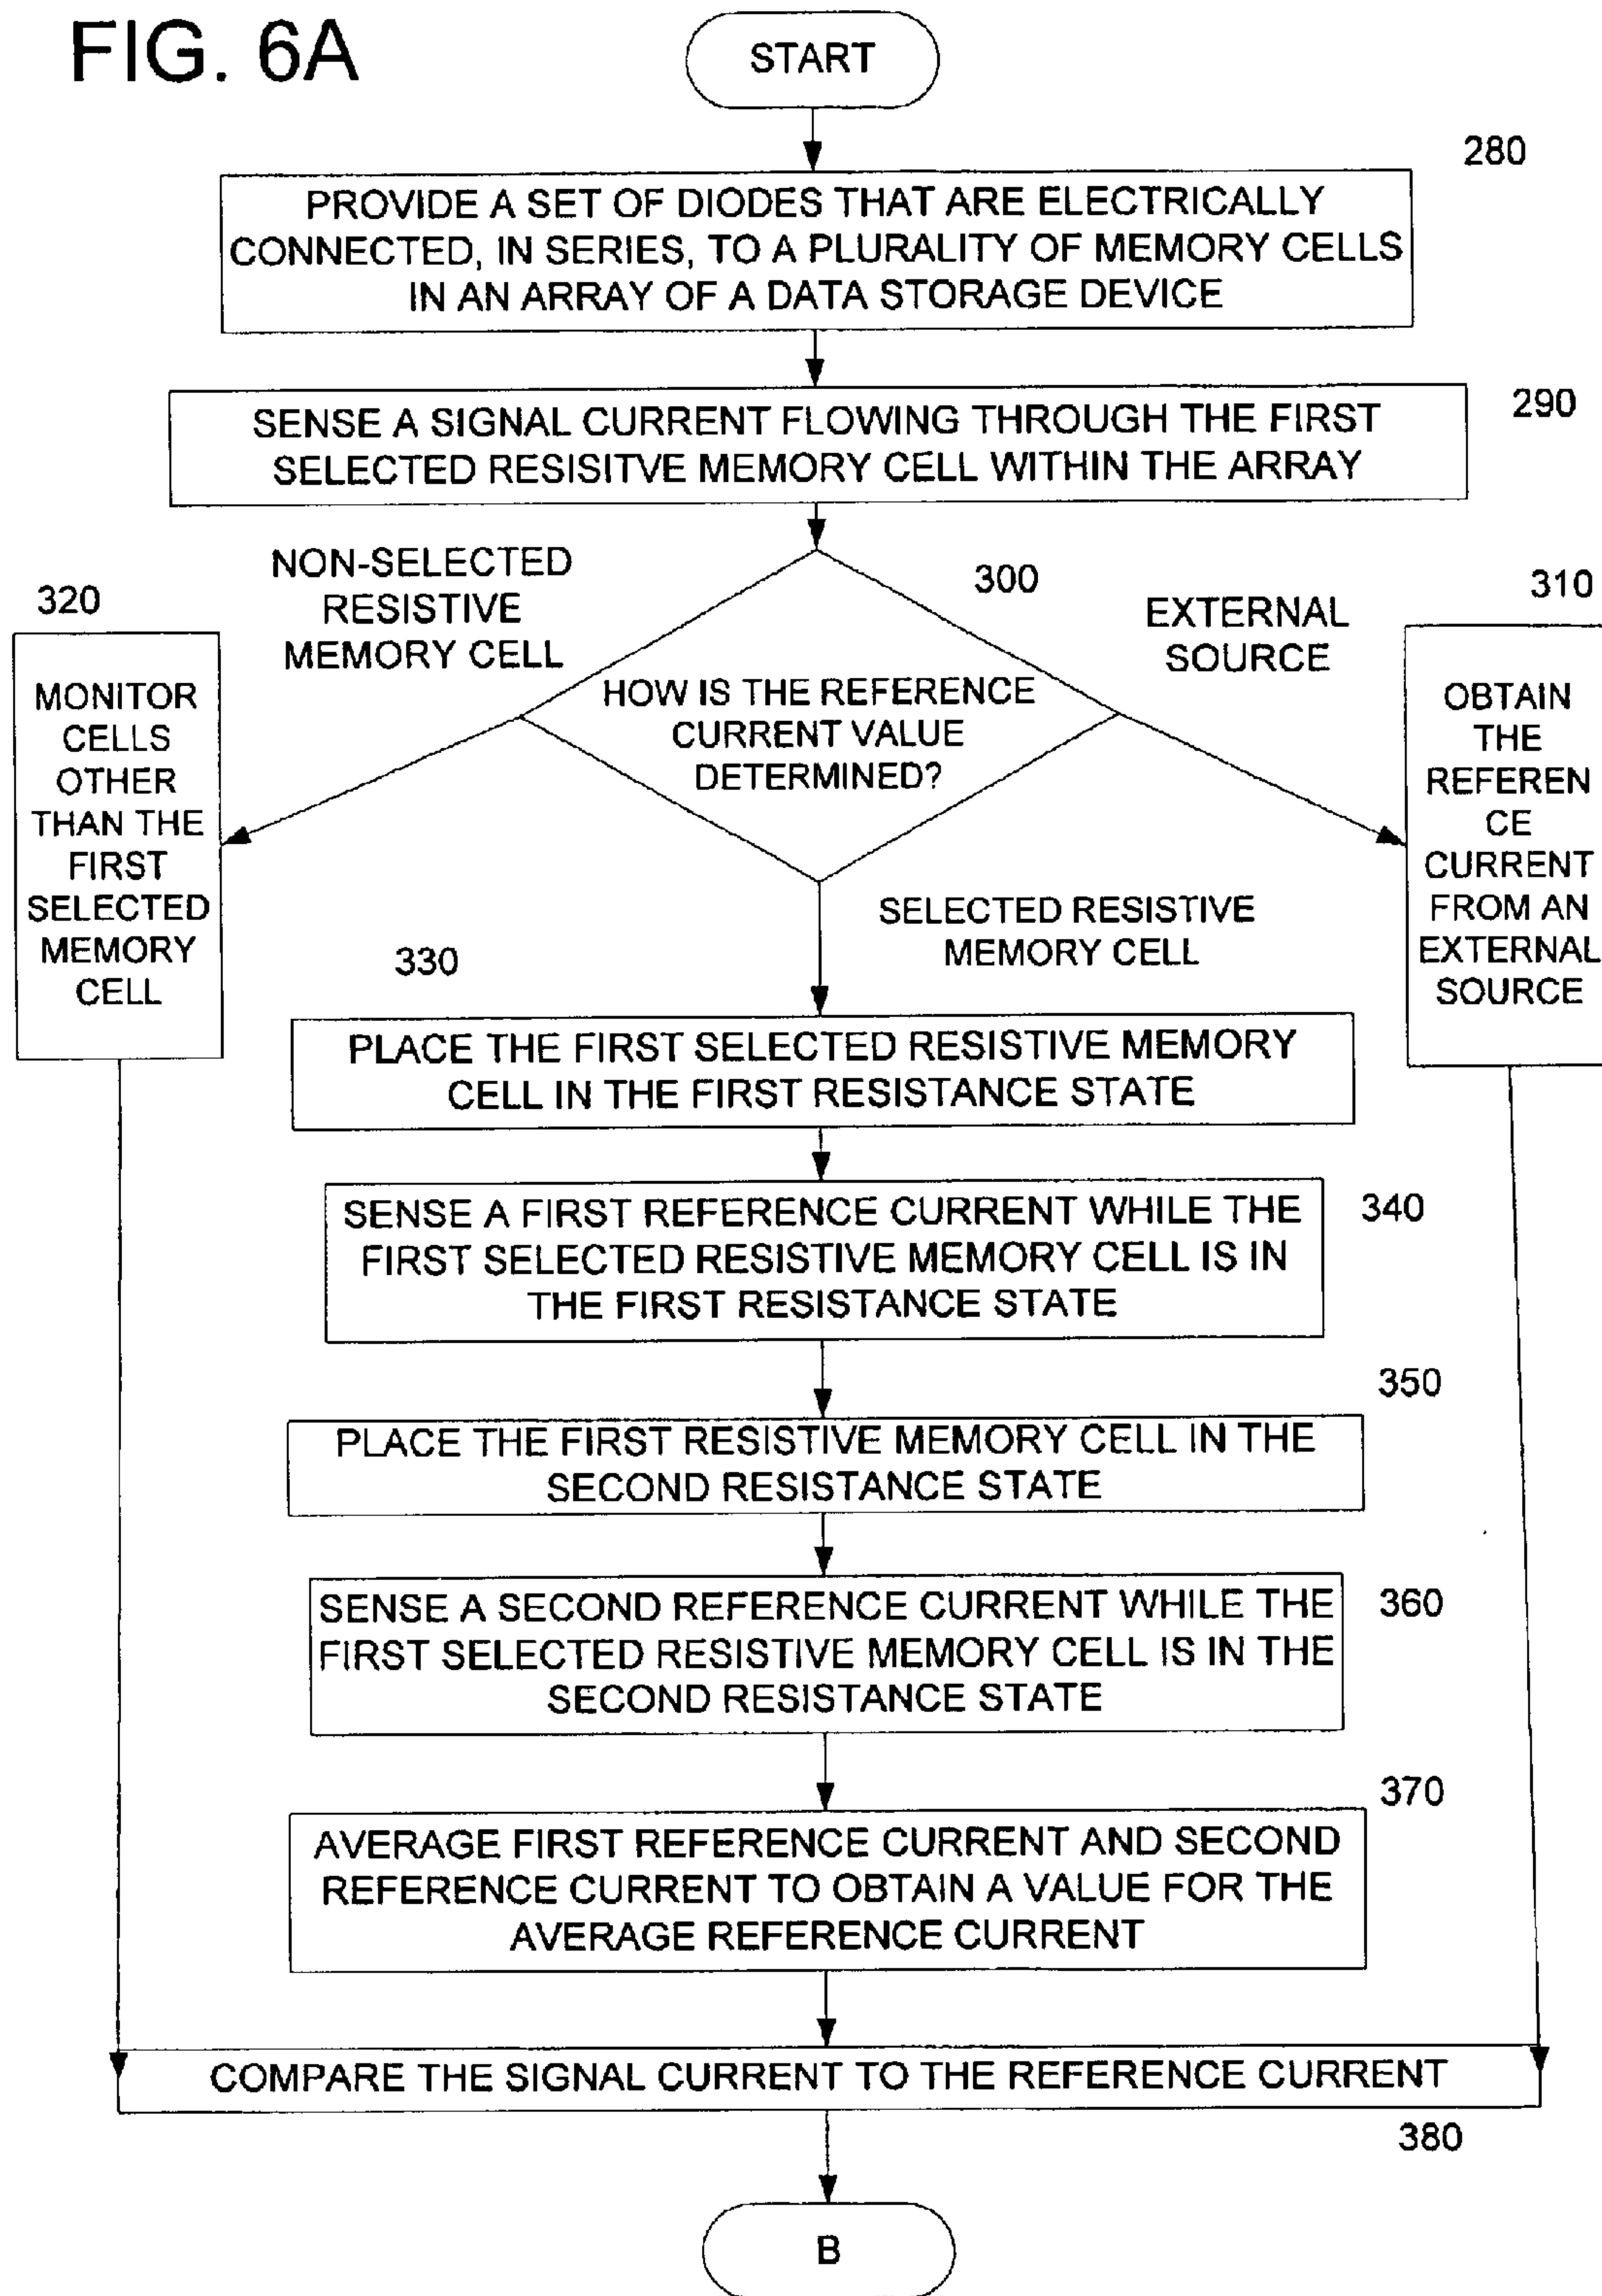 FIG. 6A
START
280
PROVIDE A SET OF DIODES THAT ARE ELECTRICALLY
CONNECTED, IN SERIES, TO A PLURALITY OF MEMORY CELLS
IN AN ARRAY OF A DATA STORAGE DEVICE
290
SENSE A SIGNAL CURRENT FLOWING THROUGH THE FIRST
SELECTED RESISITVE MEMORY CELL WITHIN THE ARRAY
300
HOW IS THE REFERENCE
CURRENT VALUE
DETERMINED?
NON-SELECTED
RESISTIVE
MEMORY CELL
320
MONITOR
CELLS
OTHER
THAN THE
FIRST
SELECTED
MEMORY
CELL
EXTERNAL
SOURCE
310
OBTAIN
THE
REFEREN
CE
CURRENT
FROM AN
EXTERNAL
SOURCE
SELECTED RESISTIVE
MEMORY CELL
330
PLACE THE FIRST SELECTED RESISTIVE MEMORY
CELL IN THE FIRST RESISTANCE STATE
340
SENSE A FIRST REFERENCE CURRENT WHILE THE
FIRST SELECTED RESISTIVE MEMORY CELL IS IN
THE FIRST RESISTANCE STATE
350
PLACE THE FIRST RESISTIVE MEMORY CELL IN THE
SECOND RESISTANCE STATE
360
SENSE A SECOND REFERENCE CURRENT WHILE THE
FIRST SELECTED RESISTIVE MEMORY CELL IS IN THE
SECOND RESISTANCE STATE
370
AVERAGE FIRST REFERENCE CURRENT AND SECOND
REFERENCE CURRENT TO OBTAIN A VALUE FOR THE
AVERAGE REFERENCE CURRENT
COMPARE THE SIGNAL CURRENT TO THE REFERENCE CURRENT
380
B